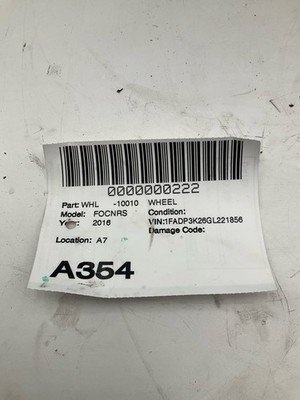 0000000222
Part: WHL -10010 WHEEL
Model: FOCNRS Condition:
Year: 2016 VIN:1FADP3K26GL221856
Damage Code:
Location: A7
A354